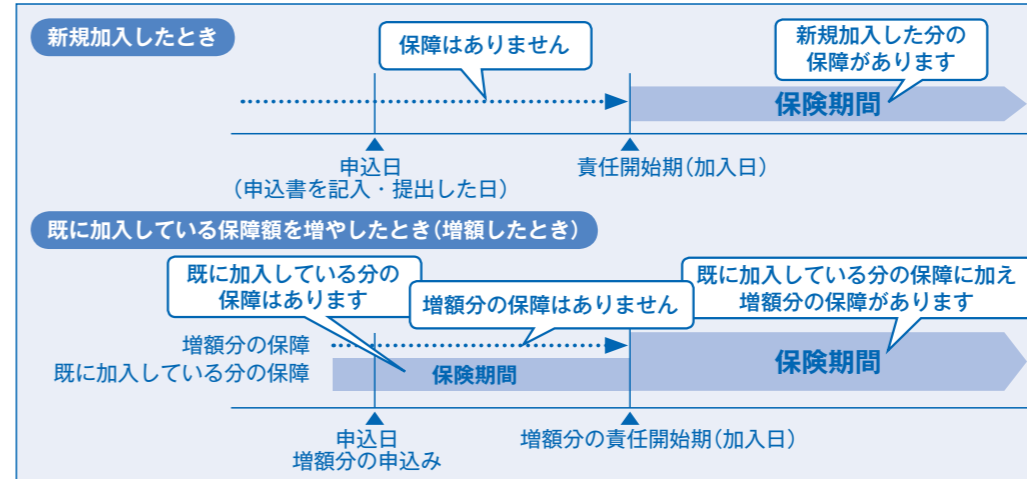 新規加入したとき
保障はありません
新規加入した分の
保障があります
保険期間
申込日
(申込書を記入・提出した日)
責任開始期(加入日)
既に加入している保障額を増やしたとき(増額したとき)
既に加入している分の
保障はあります
増額分の保障はありません
既に加入している分の保障に加え
増額分の保障があります
増額分の保障
既に加入している分の保障
保険期間
保険期間
申込日
増額分の申込み
増額分の責任開始期(加入日)